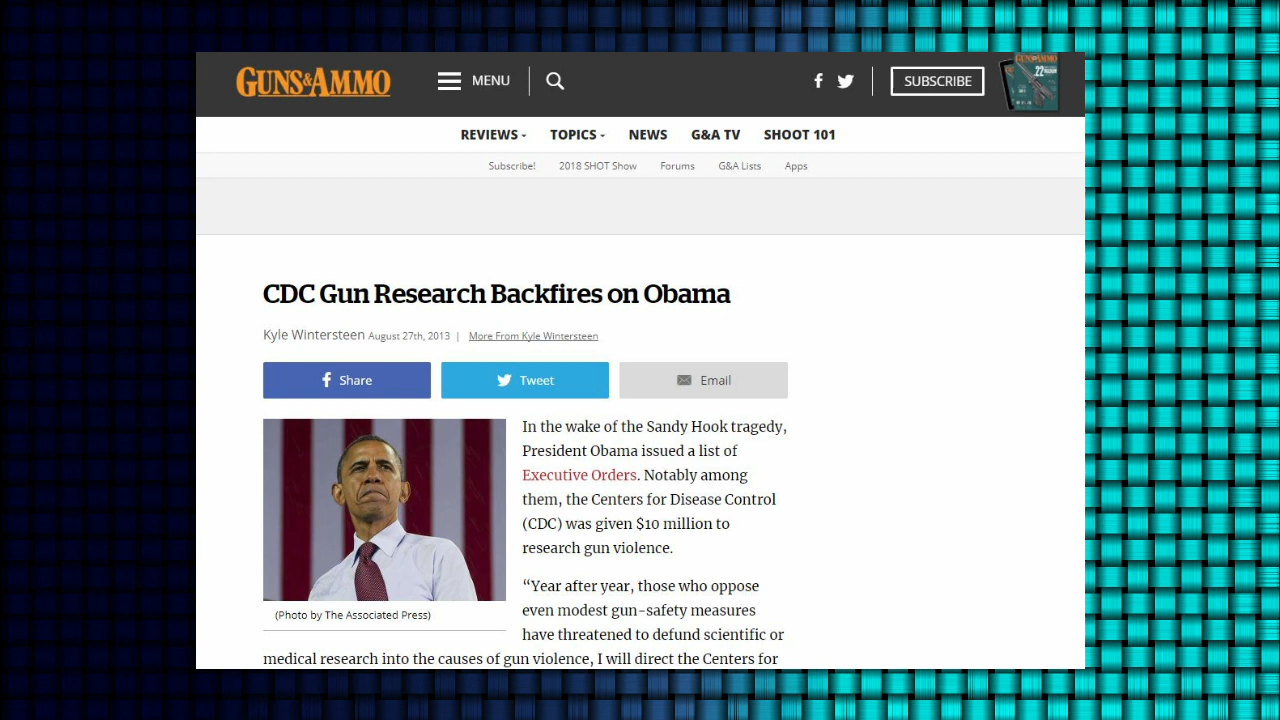 GUNS&AMMO
MENU
SUBSCRIBE
GUNS&AMMO
22
REVIEWS TOPICS NEWS G&A TV SHOOT 101
Subscribe! 2018 SHOT Show Forums G&A Lists Apps
CDC Gun Research Backfires on Obama
Kyle Wintersteen August 27th, 2013 | More From Kyle Wintersteen
Share Tweet Email
(Photo by The Associated Press)
In the wake of the Sandy Hook tragedy,
President Obama issued a list of
Executive Orders. Notably among
them, the Centers for Disease Control
(CDC) was given $10 million to
research gun violence.
“Year after year, those who oppose
even modest gun-safety measures
have threatened to defund scientific or
medical research into the causes of gun violence, I will direct the Centers for